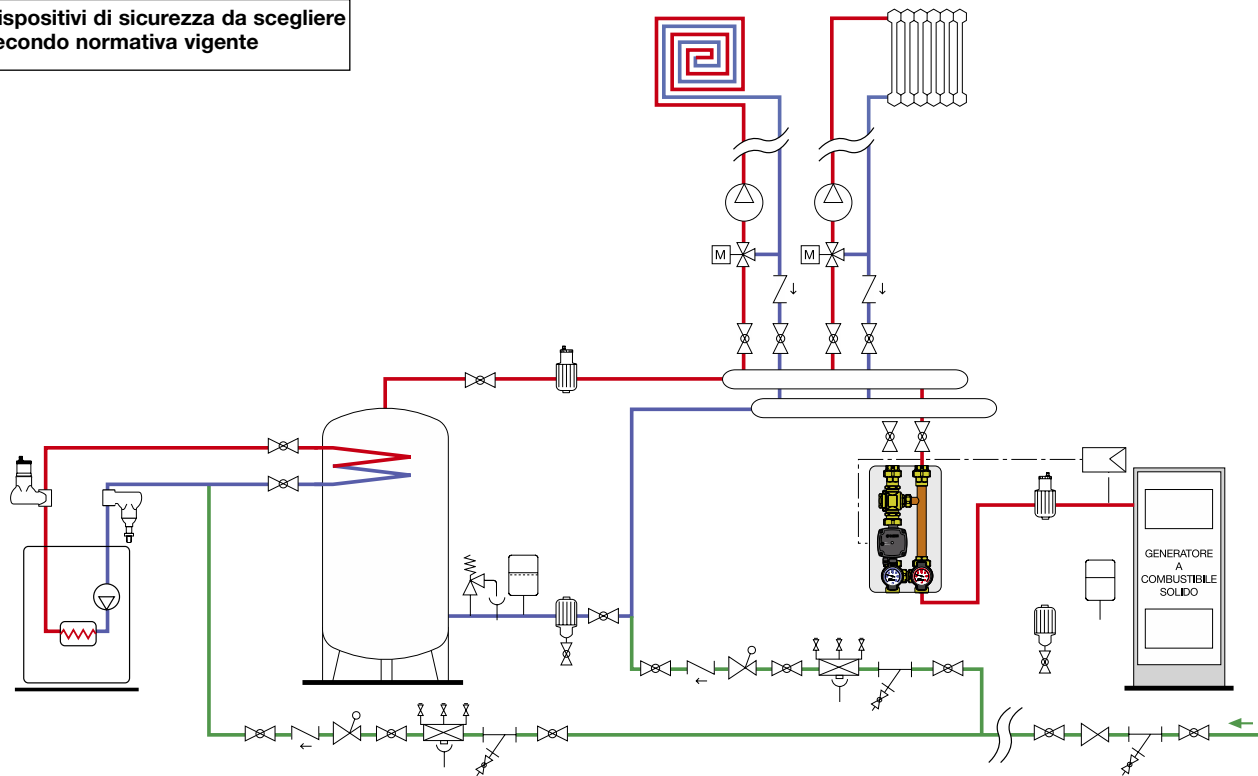 ispositivi di sicurezza da scegliere
econdo normativa vigente
M
M
GENERATORE
A
COMBUSTIBILE
SOLIDO